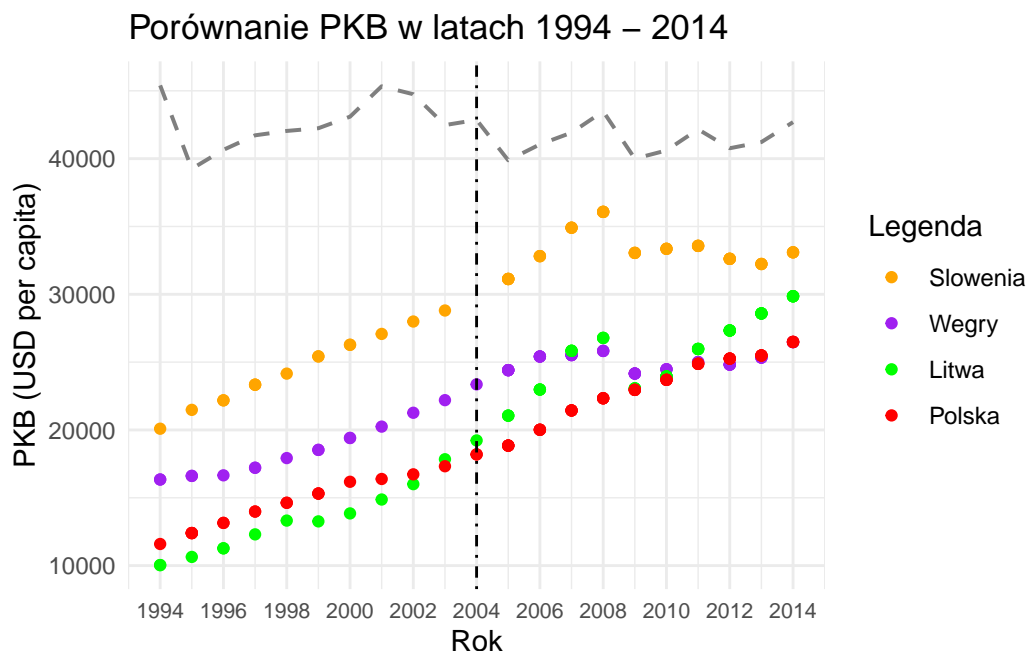 Porównanie PKB w latach 1994 – 2014
PKB (USD per capita)
40000
30000
20000
10000
1994 1996 1998 2000 2002 2004 2006 2008 2010 2012 2014
Rok
Legenda
Slowenia
Wegry
Litwa
Polska